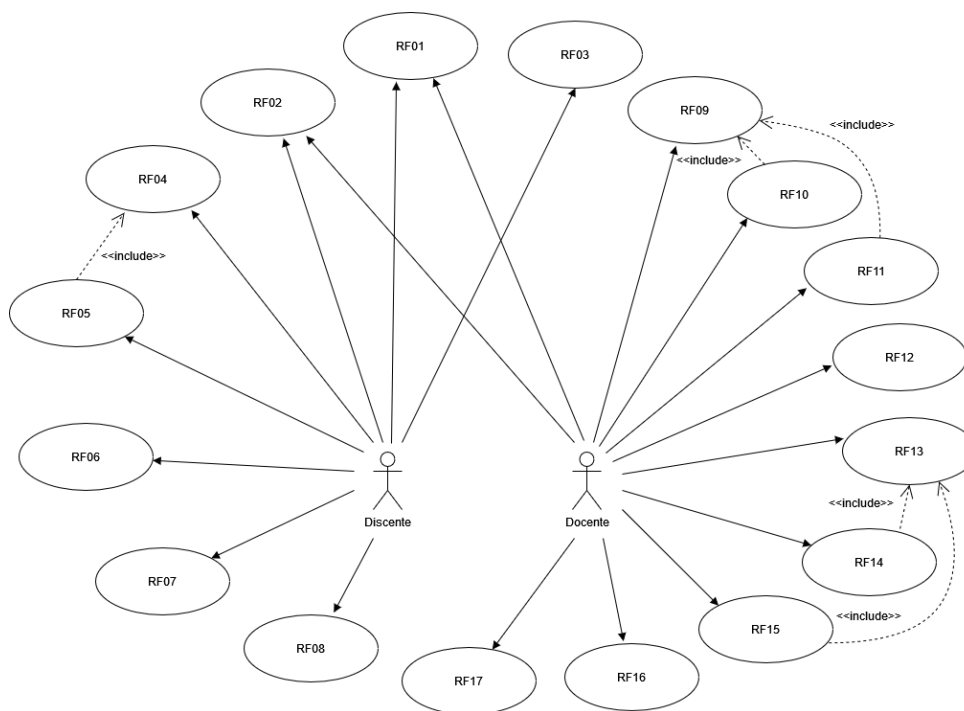 RF01
RF03
RF02
RF09
<<include>>
<<include>>
RF04
RF10
<<include>>
RF11
RF05
RF12
RF13
RF06
<<include>>
Discente
Docente
RF14
RF07
<<include>>
RF15
RF08
RF16
RF17